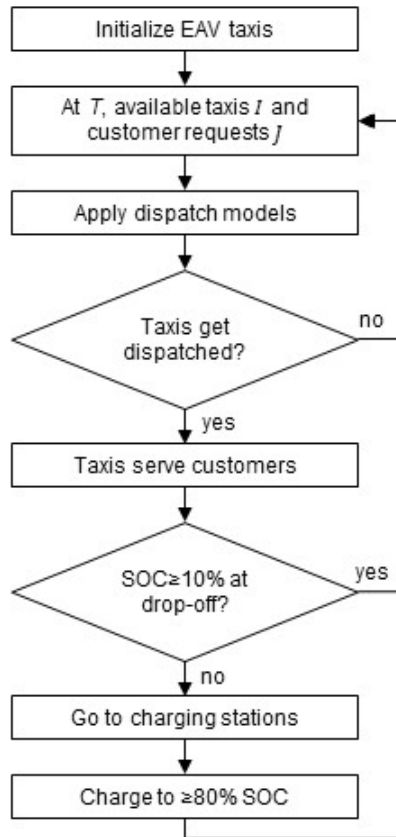 Initialize EAV taxis
At T, available taxis I and
customer requests J
Apply dispatch models
Taxis get
dispatched?
no
yes
Taxis serve customers
SOC≥10% at
drop-off?
yes
no
Go to charging stations
Charge to ≥80% SOC